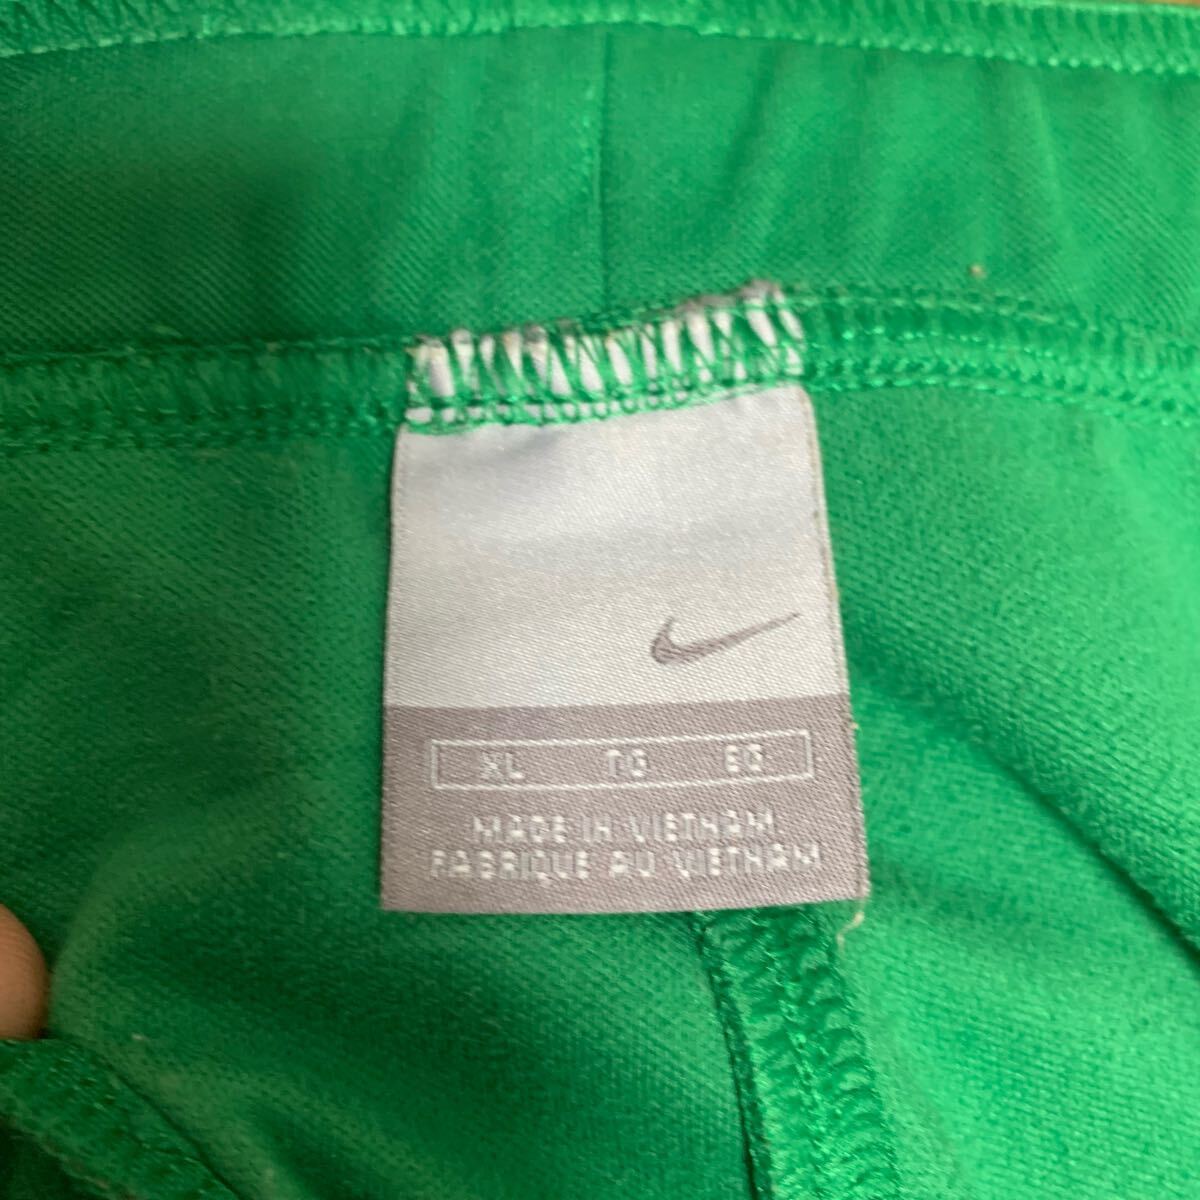 XL TG EG
MADE IN VIETNAM
FABRIQUE AU VIETNAM